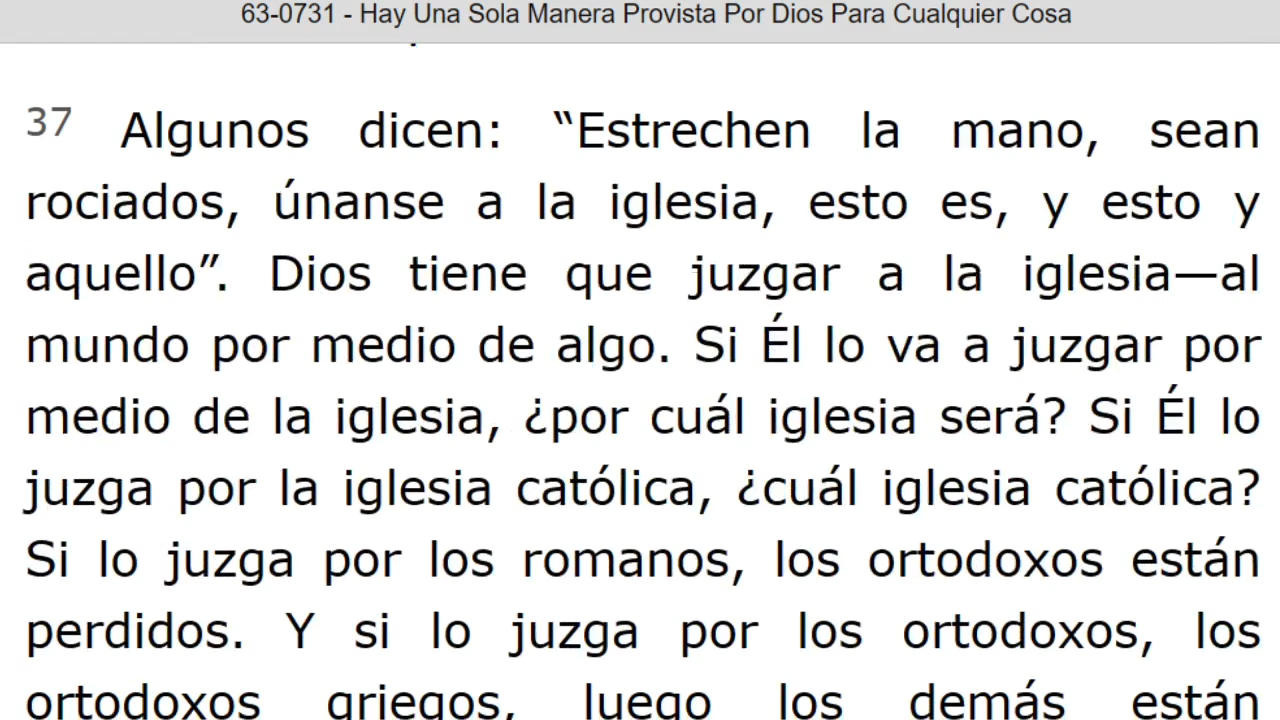 63-0731 - Hay Una Sola Manera Provista Por Dios Para Cualquier Cosa
37 Algunos dicen: “Estrechen la mano, sean
rociados, únanse a la iglesia, esto es, y esto y
aquello”. Dios tiene que juzgar a la iglesia—al
mundo por medio de algo. Si Él lo va a juzgar por
medio de la iglesia, ¿por cuál iglesia será? Si Él lo
juzga por la iglesia católica, ¿cuál iglesia católica?
Si lo juzga por los romanos, los ortodoxos están
perdidos. Y si lo juzga por los ortodoxos, los
ortodoxos griegos, luego los demás están